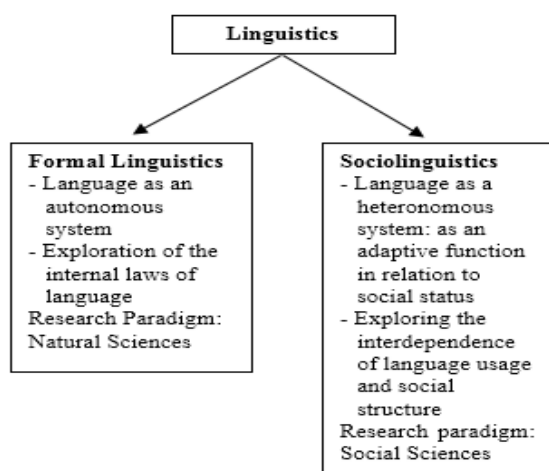 Linguistics
Formal Linguistics
- Language as an
autonomous
system
- Exploration of the
internal laws of
language
Research Paradigm:
Natural Sciences
Sociolinguistics
- Language as a
heteronomous
system: as an
adaptive function
in relation to
social status
- Exploring the
interdependence
of language usage
and social
structure
Research paradigm:
Social Sciences